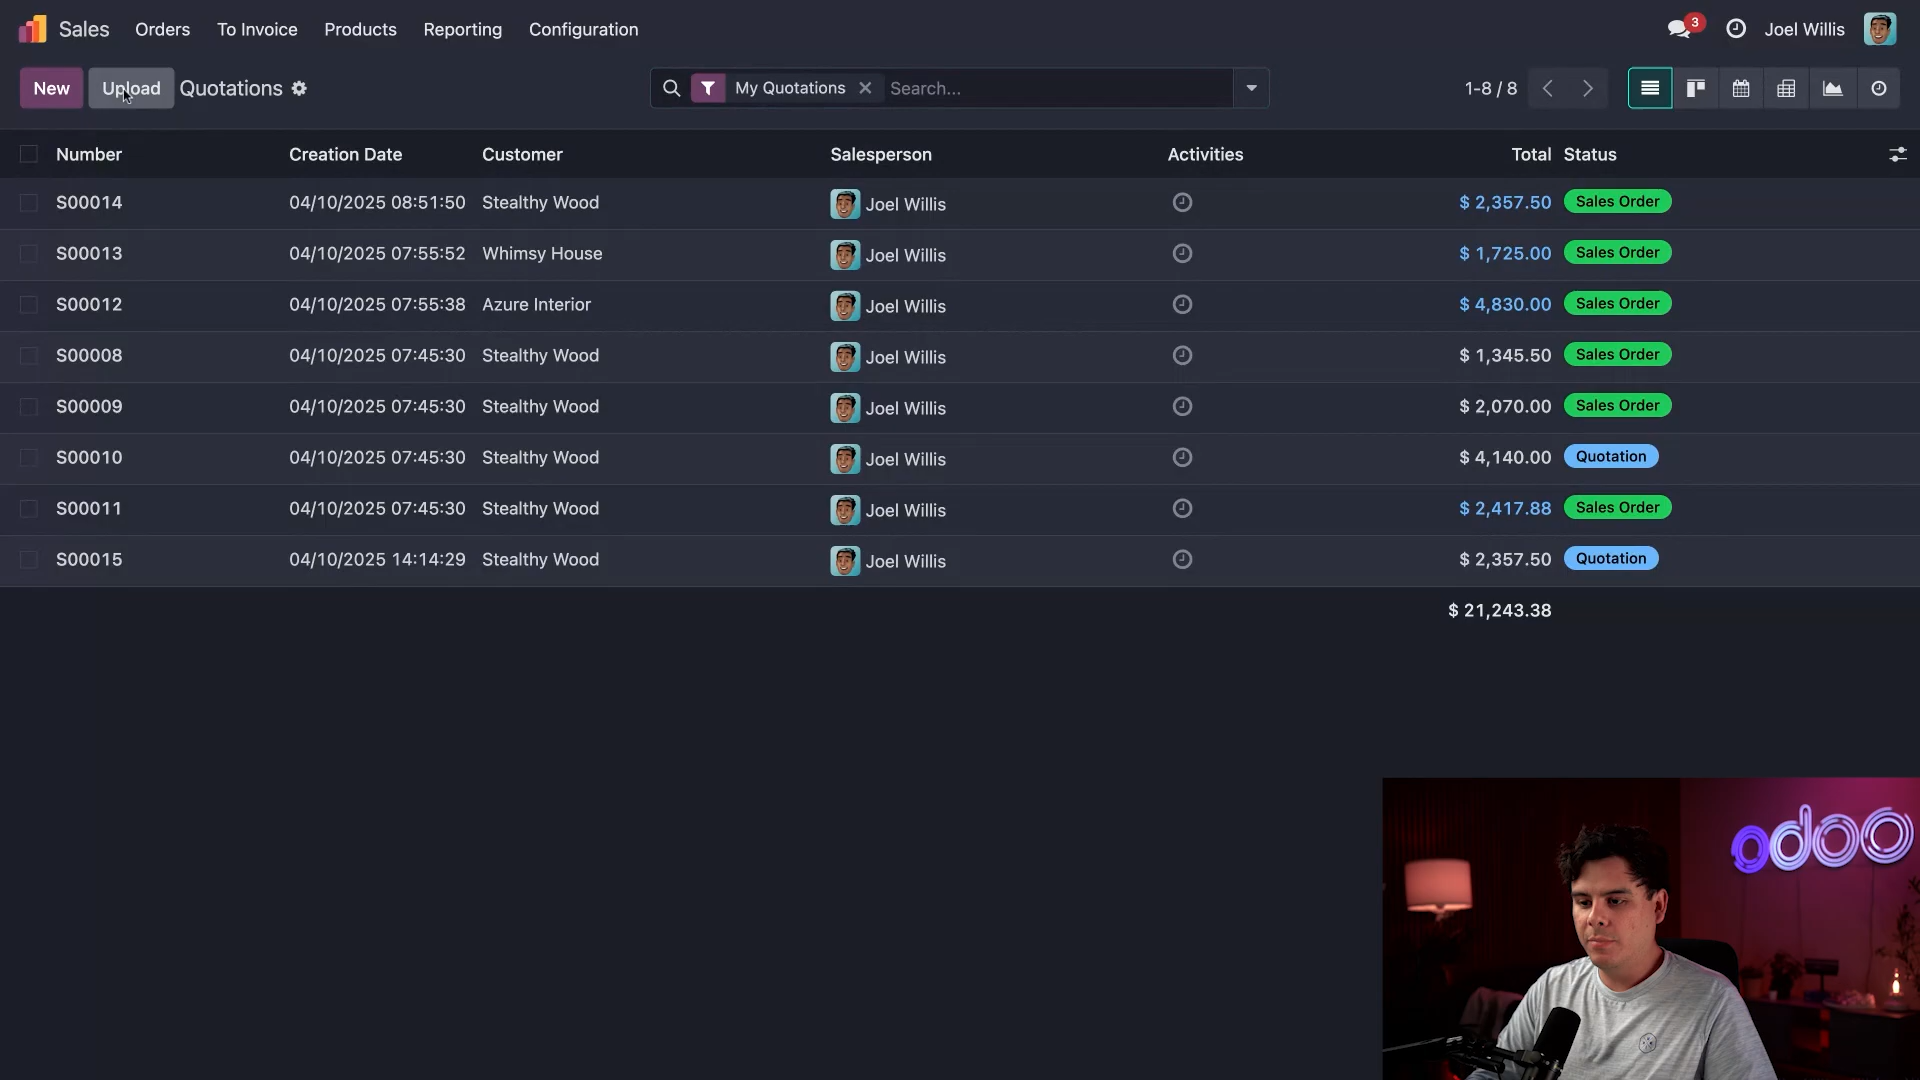 Sales Orders To Invoice Products Reporting Configuration 3 Joel Willis
New Upload Quotations My Quotations Search... 1-8 / 8
Number Creation Date Customer Salesperson Activities Total Status
S00014 04/10/2025 08:51:50 Stealthy Wood Joel Willis $ 2,357.50 Sales Order
S00013 04/10/2025 07:55:52 Whimsy House Joel Willis $ 1,725.00 Sales Order
S00012 04/10/2025 07:55:38 Azure Interior Joel Willis $ 4,830.00 Sales Order
S00008 04/10/2025 07:45:30 Stealthy Wood Joel Willis $ 1,345.50 Sales Order
S00009 04/10/2025 07:45:30 Stealthy Wood Joel Willis $ 2,070.00 Sales Order
S00010 04/10/2025 07:45:30 Stealthy Wood Joel Willis $ 4,140.00 Quotation
S00011 04/10/2025 07:45:30 Stealthy Wood Joel Willis $ 2,417.88 Sales Order
S00015 04/10/2025 14:14:29 Stealthy Wood Joel Willis $ 2,357.50 Quotation
$ 21,243.38
odoo